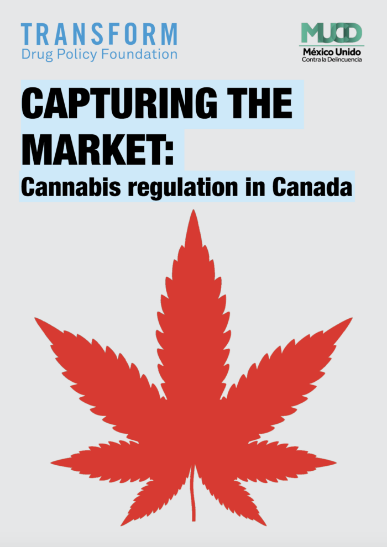 TRANSFORM
Drug Policy Foundation
MUCD
México Unido
Contra la Delincuencia
CAPTURING THE
MARKET:
Cannabis regulation in Canada